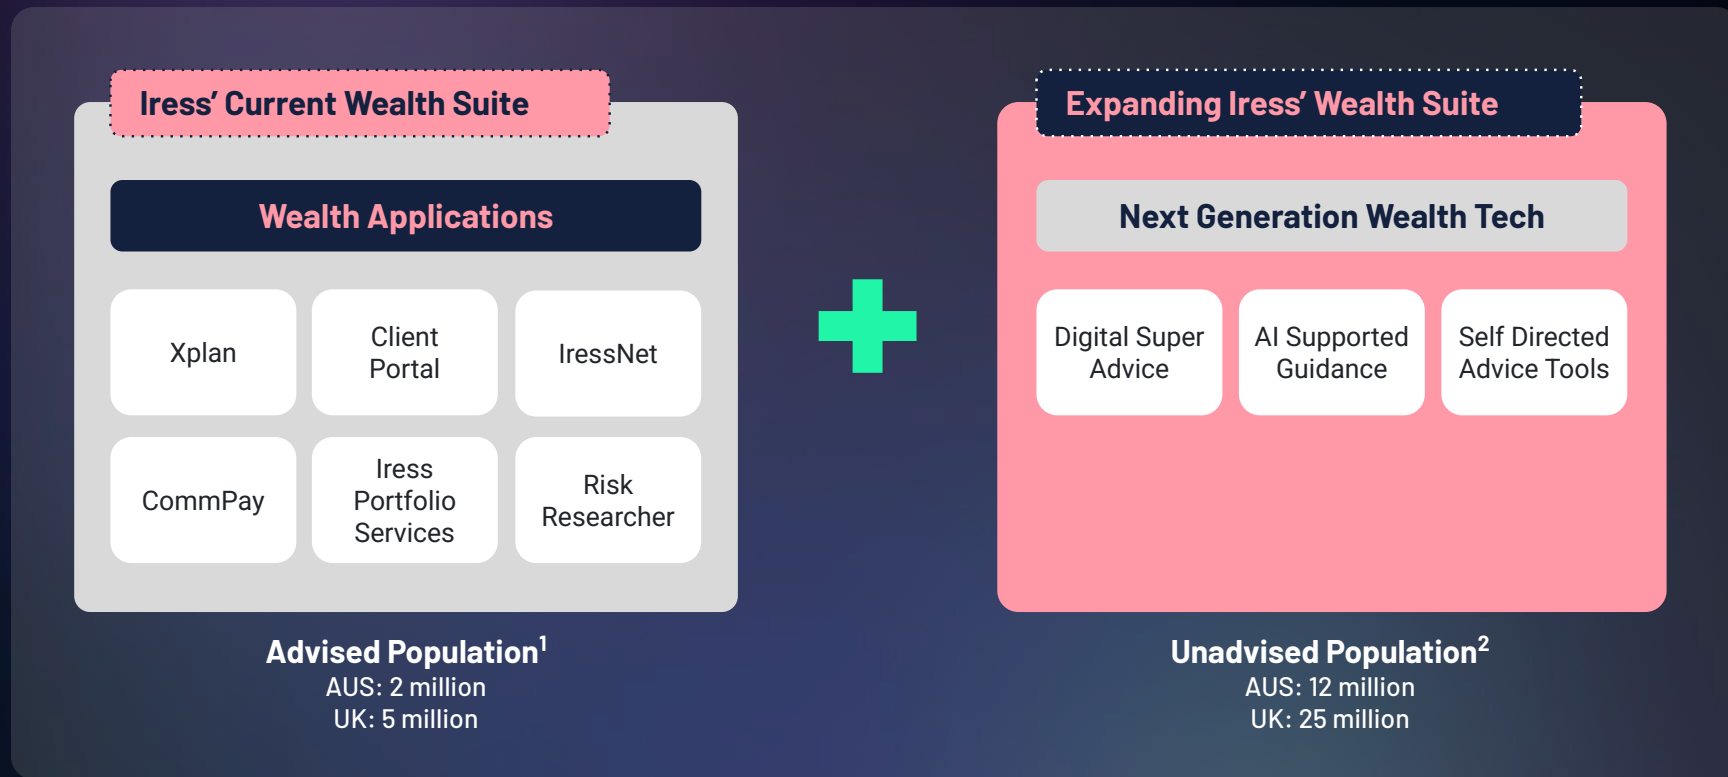 Iress’ Current Wealth Suite
Wealth Applications
Xplan
Client
Portal
IressNet
CommPay
Iress
Portfolio
Services
Risk
Researcher
Advised Population¹
AUS: 2 million
UK: 5 million
Expanding Iress’ Wealth Suite
Next Generation Wealth Tech
Digital Super
Advice
AI Supported
Guidance
Self Directed
Advice Tools
Unadvised Population²
AUS: 12 million
UK: 25 million